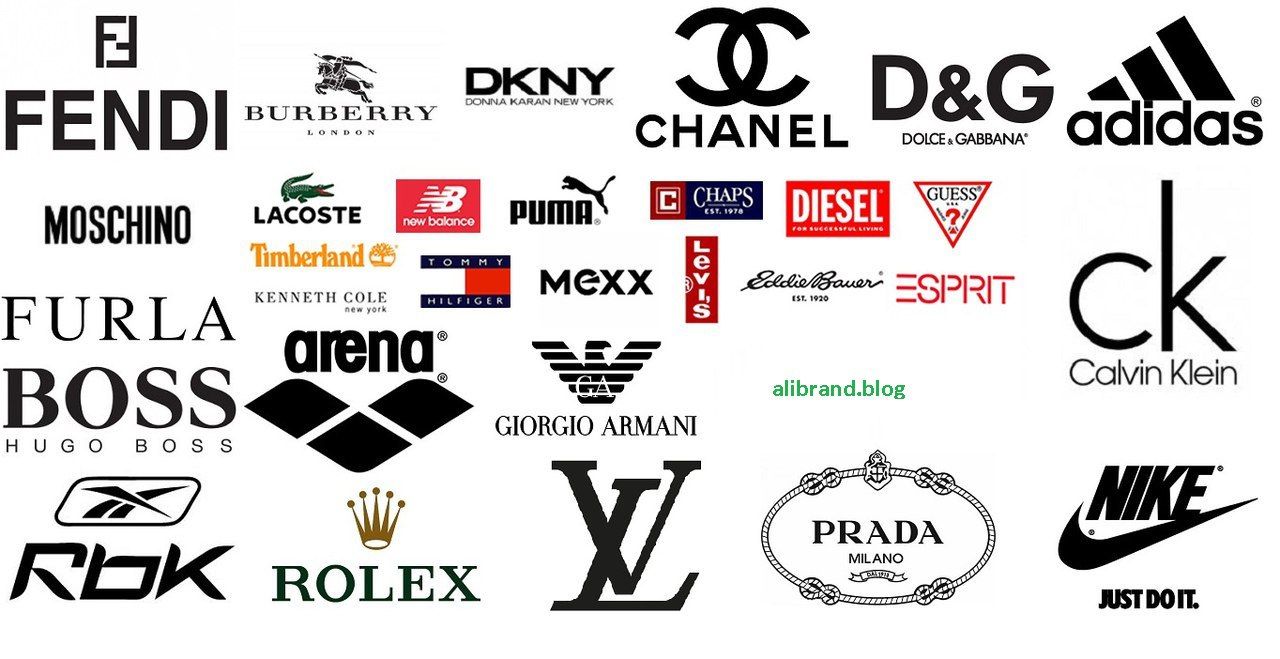 FENDI
BURBERRY
LONDON
DKNY
DONNA KARAN NEW YORK
CHANEL
D&G
DOLCE & GABBANA®
adidas®
MOSCHINO
LACOSTE
NB
new balance
PUMA®
C CHAPS
EST. 1978
DIESEL
FOR SUCCESSFUL LIVING
GUESS
U.S.A.
?
ck
Calvin Klein
Timberland®
TOMMY
HILFIGER
mexx
Levi's®
Eddie Bauer®
EST. 1920
ESPRIT
KENNETH COLE
new york
FURLA
arena®
®
BOSS
HUGO BOSS
GA
GIORGIO ARMANI
alibrand.blog
Rbk
ROLEX
LV
PRADA
MILANO
DAL 1913
NIKE®
®
JUST DO IT.